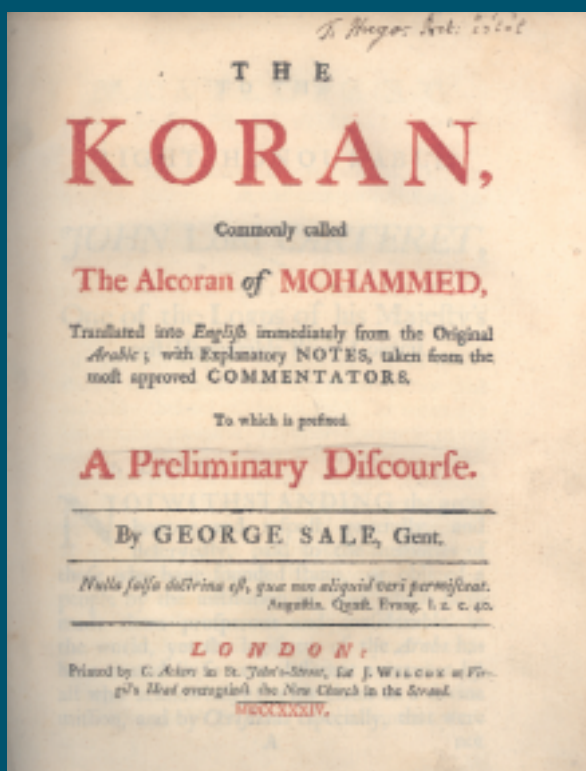 THE
KORAN,
Commonly called
The Alcoran of MOHAMMED,
Tranſlated into Engliſh immediately from the Original
Arabic; with Explanatory NOTES, taken from the
moſt approved COMMENTATORS.
To which is prefixed
A Preliminary Diſcourſe.
By GEORGE SALE, Gent.
Nulla falſa doctrina eſt, quæ non aliquid veri permiſceat.
Auguſtin. Quæſt. Evang. l. 2. c. 40.
LONDON:
Printed by C. Ackers in St. John's-Street, for J. WILCOX at Vir-
gil's Head overagainſt the New Church in the Strand.
MDCCXXXIV.